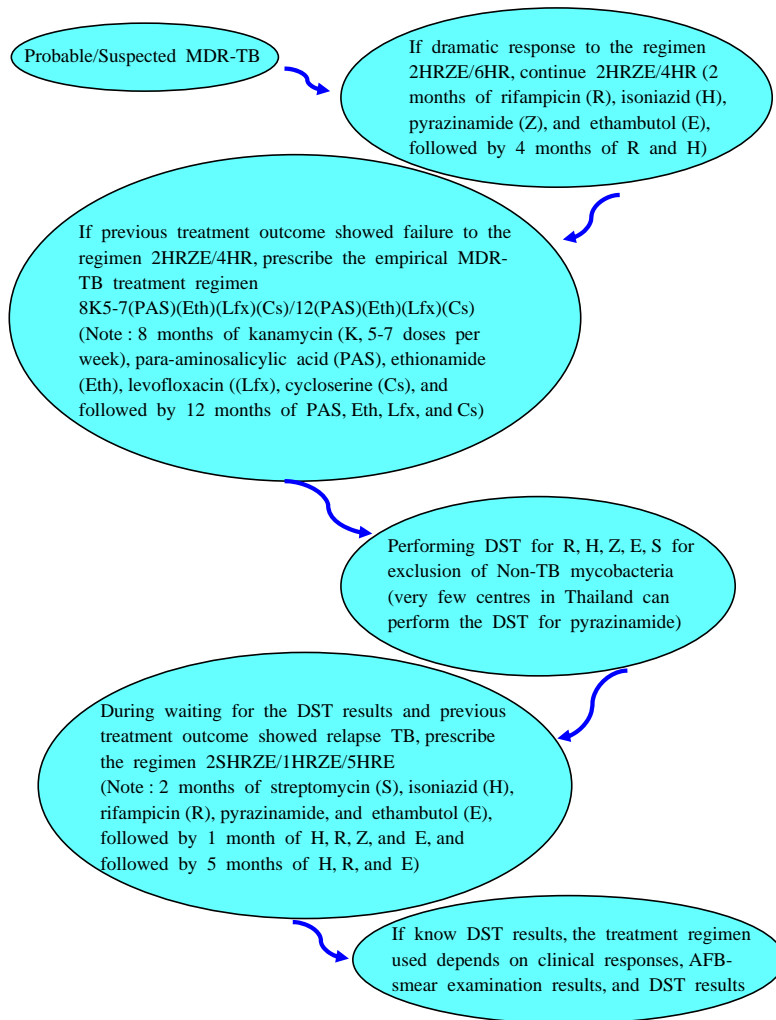 Probable/Suspected MDR-TB
If dramatic response to the regimen
2HRZE/6HR, continue 2HRZE/4HR (2
months of rifampicin (R), isoniazid (H),
pyrazinamide (Z), and ethambutol (E),
followed by 4 months of R and H)
If previous treatment outcome showed failure to the
regimen 2HRZE/4HR, prescribe the empirical MDR-
TB treatment regimen
8K5-7(PAS)(Eth)(Lfx)(Cs)/12(PAS)(Eth)(Lfx)(Cs)
(Note : 8 months of kanamycin (K, 5-7 doses per
week), para-aminosalicylic acid (PAS), ethionamide
(Eth), levofloxacin ((Lfx), cycloserine (Cs), and
followed by 12 months of PAS, Eth, Lfx, and Cs)
Performing DST for R, H, Z, E, S for
exclusion of Non-TB mycobacteria
(very few centres in Thailand can
perform the DST for pyrazinamide)
During waiting for the DST results and previous
treatment outcome showed relapse TB, prescribe
the regimen 2SHRZE/1HRZE/5HRE
(Note : 2 months of streptomycin (S), isoniazid (H),
rifampicin (R), pyrazinamide, and ethambutol (E),
followed by 1 month of H, R, Z, and E, and
followed by 5 months of H, R, and E)
If know DST results, the treatment regimen
used depends on clinical responses, AFB-
smear examination results, and DST results